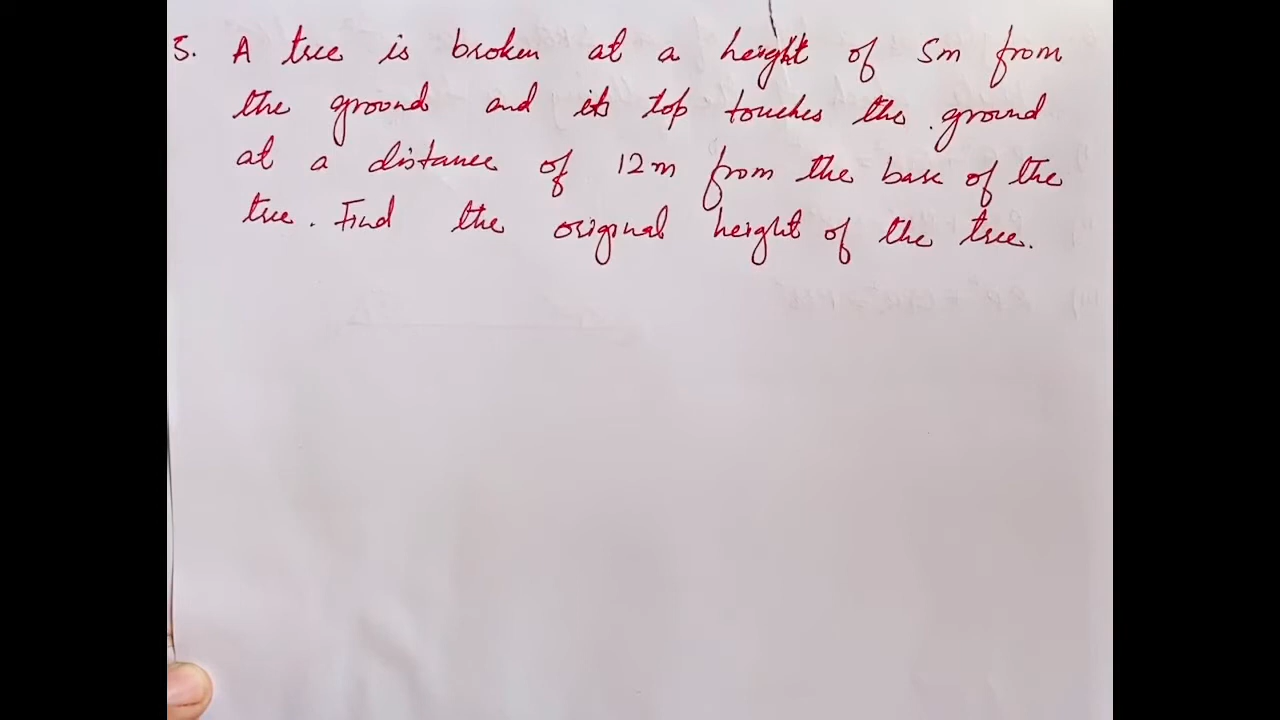 5. A tree is broken at a height of 5m from
the ground and its top touches the ground
at a distance of 12m from the base of the
tree. Find the original height of the tree.